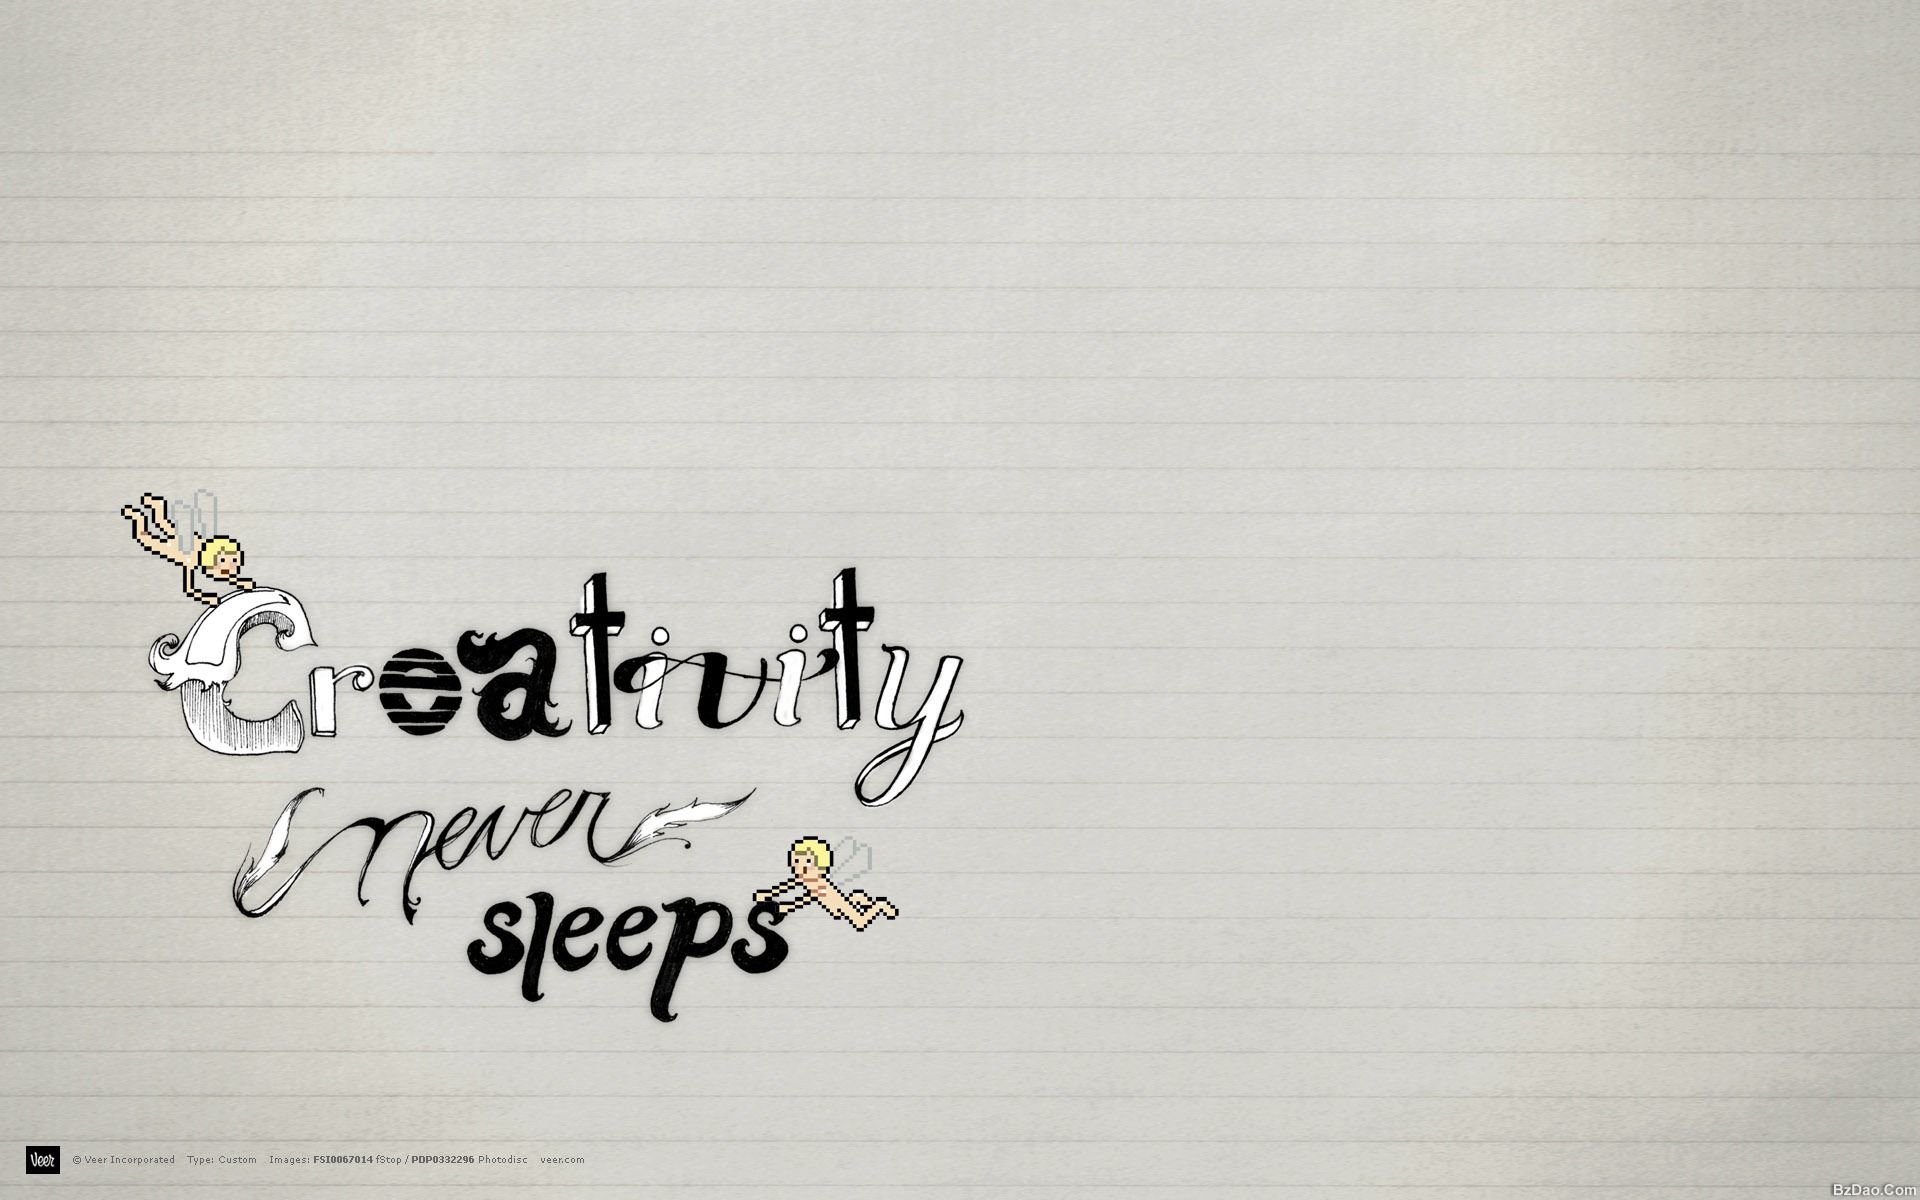 Creativity
never
sleeps
Veer © Veer Incorporated Type: Custom Images: FSI0067014 fStop / PDP0332296 Photodisc veer.com
BzDao.Com